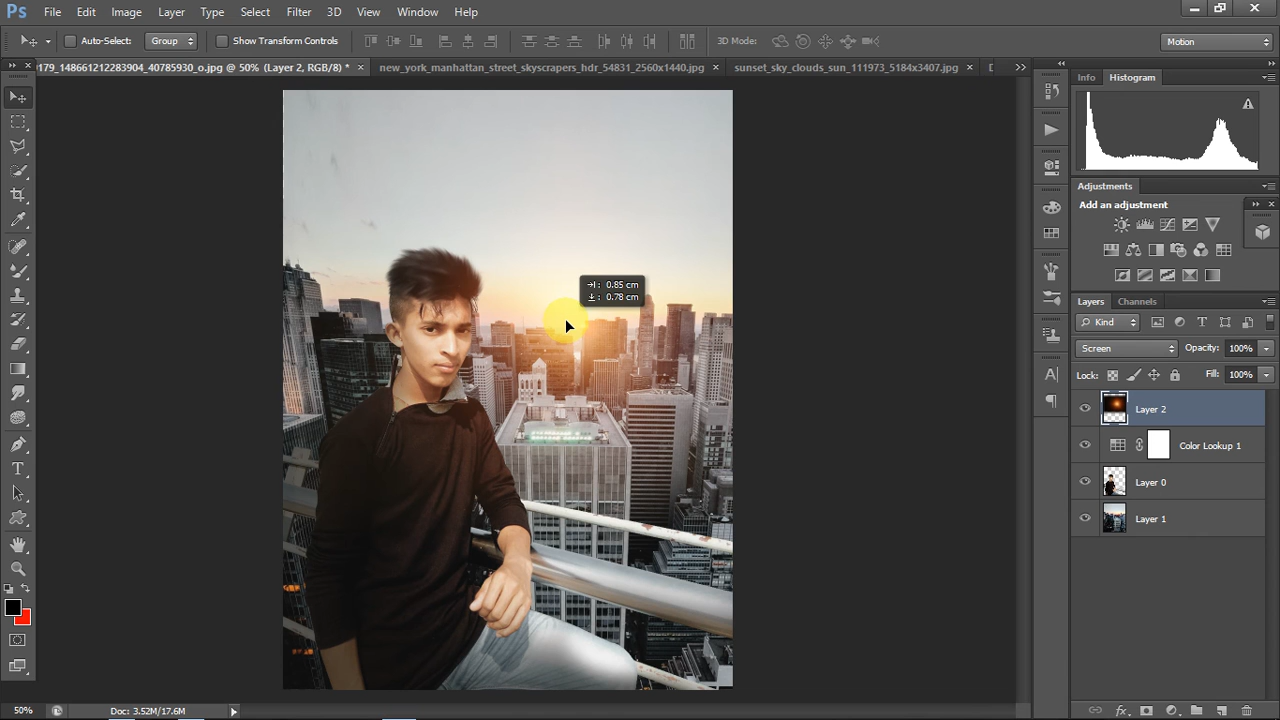 Ps File Edit Image Layer Type Select Filter 3D View Window Help
Auto-Select: Group Show Transform Controls 3D Mode: Motion
179_148661212283904_40785930_o.jpg @ 50% (Layer 2, RGB/8) * × new_york_manhattan_street_skyscrapers_hdr_54831_2560x1440.jpg × sunset_sky_clouds_sun_111973_5184x3407.jpg ×
Info Histogram
Adjustments
Add an adjustment
: 0.85 cm
: 0.78 cm
Layers Channels
Kind
Screen Opacity: 100%
Lock: Fill: 100%
Layer 2
Color Lookup 1
Layer 0
Layer 1
50% Doc: 3.52M/17.6M